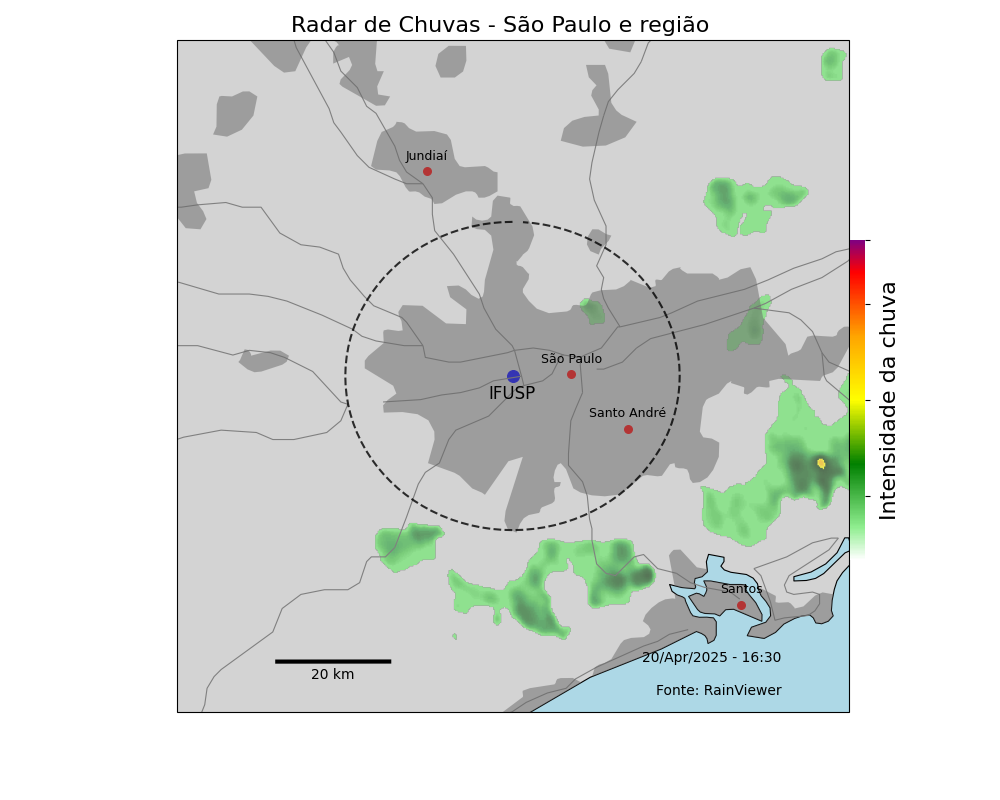 Radar de Chuvas - São Paulo e região
Jundiaí
São Paulo
IFUSP
Santo André
Intensidade da chuva
Santos
20/Apr/2025 - 16:30
20 km
Fonte: RainViewer